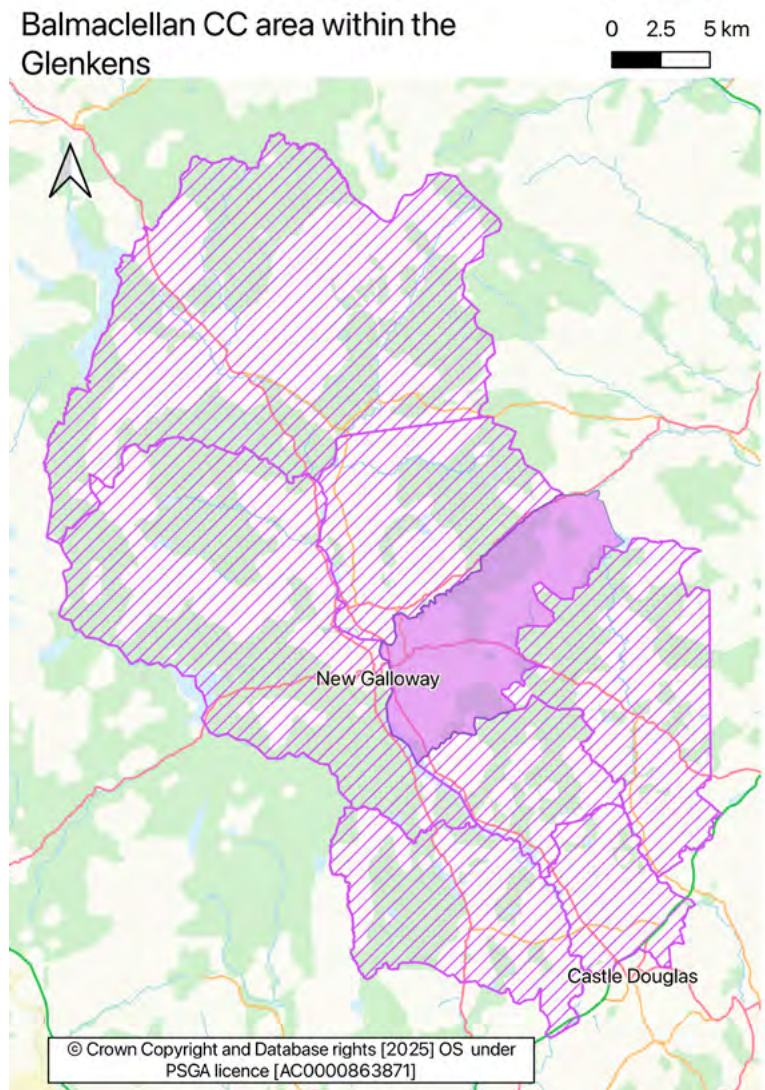 Balmaclellan CC area within the
Glenkens
0 2.5 5 km
New Galloway
Castle Douglas
© Crown Copyright and Database rights [2025] OS under
PSGA licence [AC0000863871]